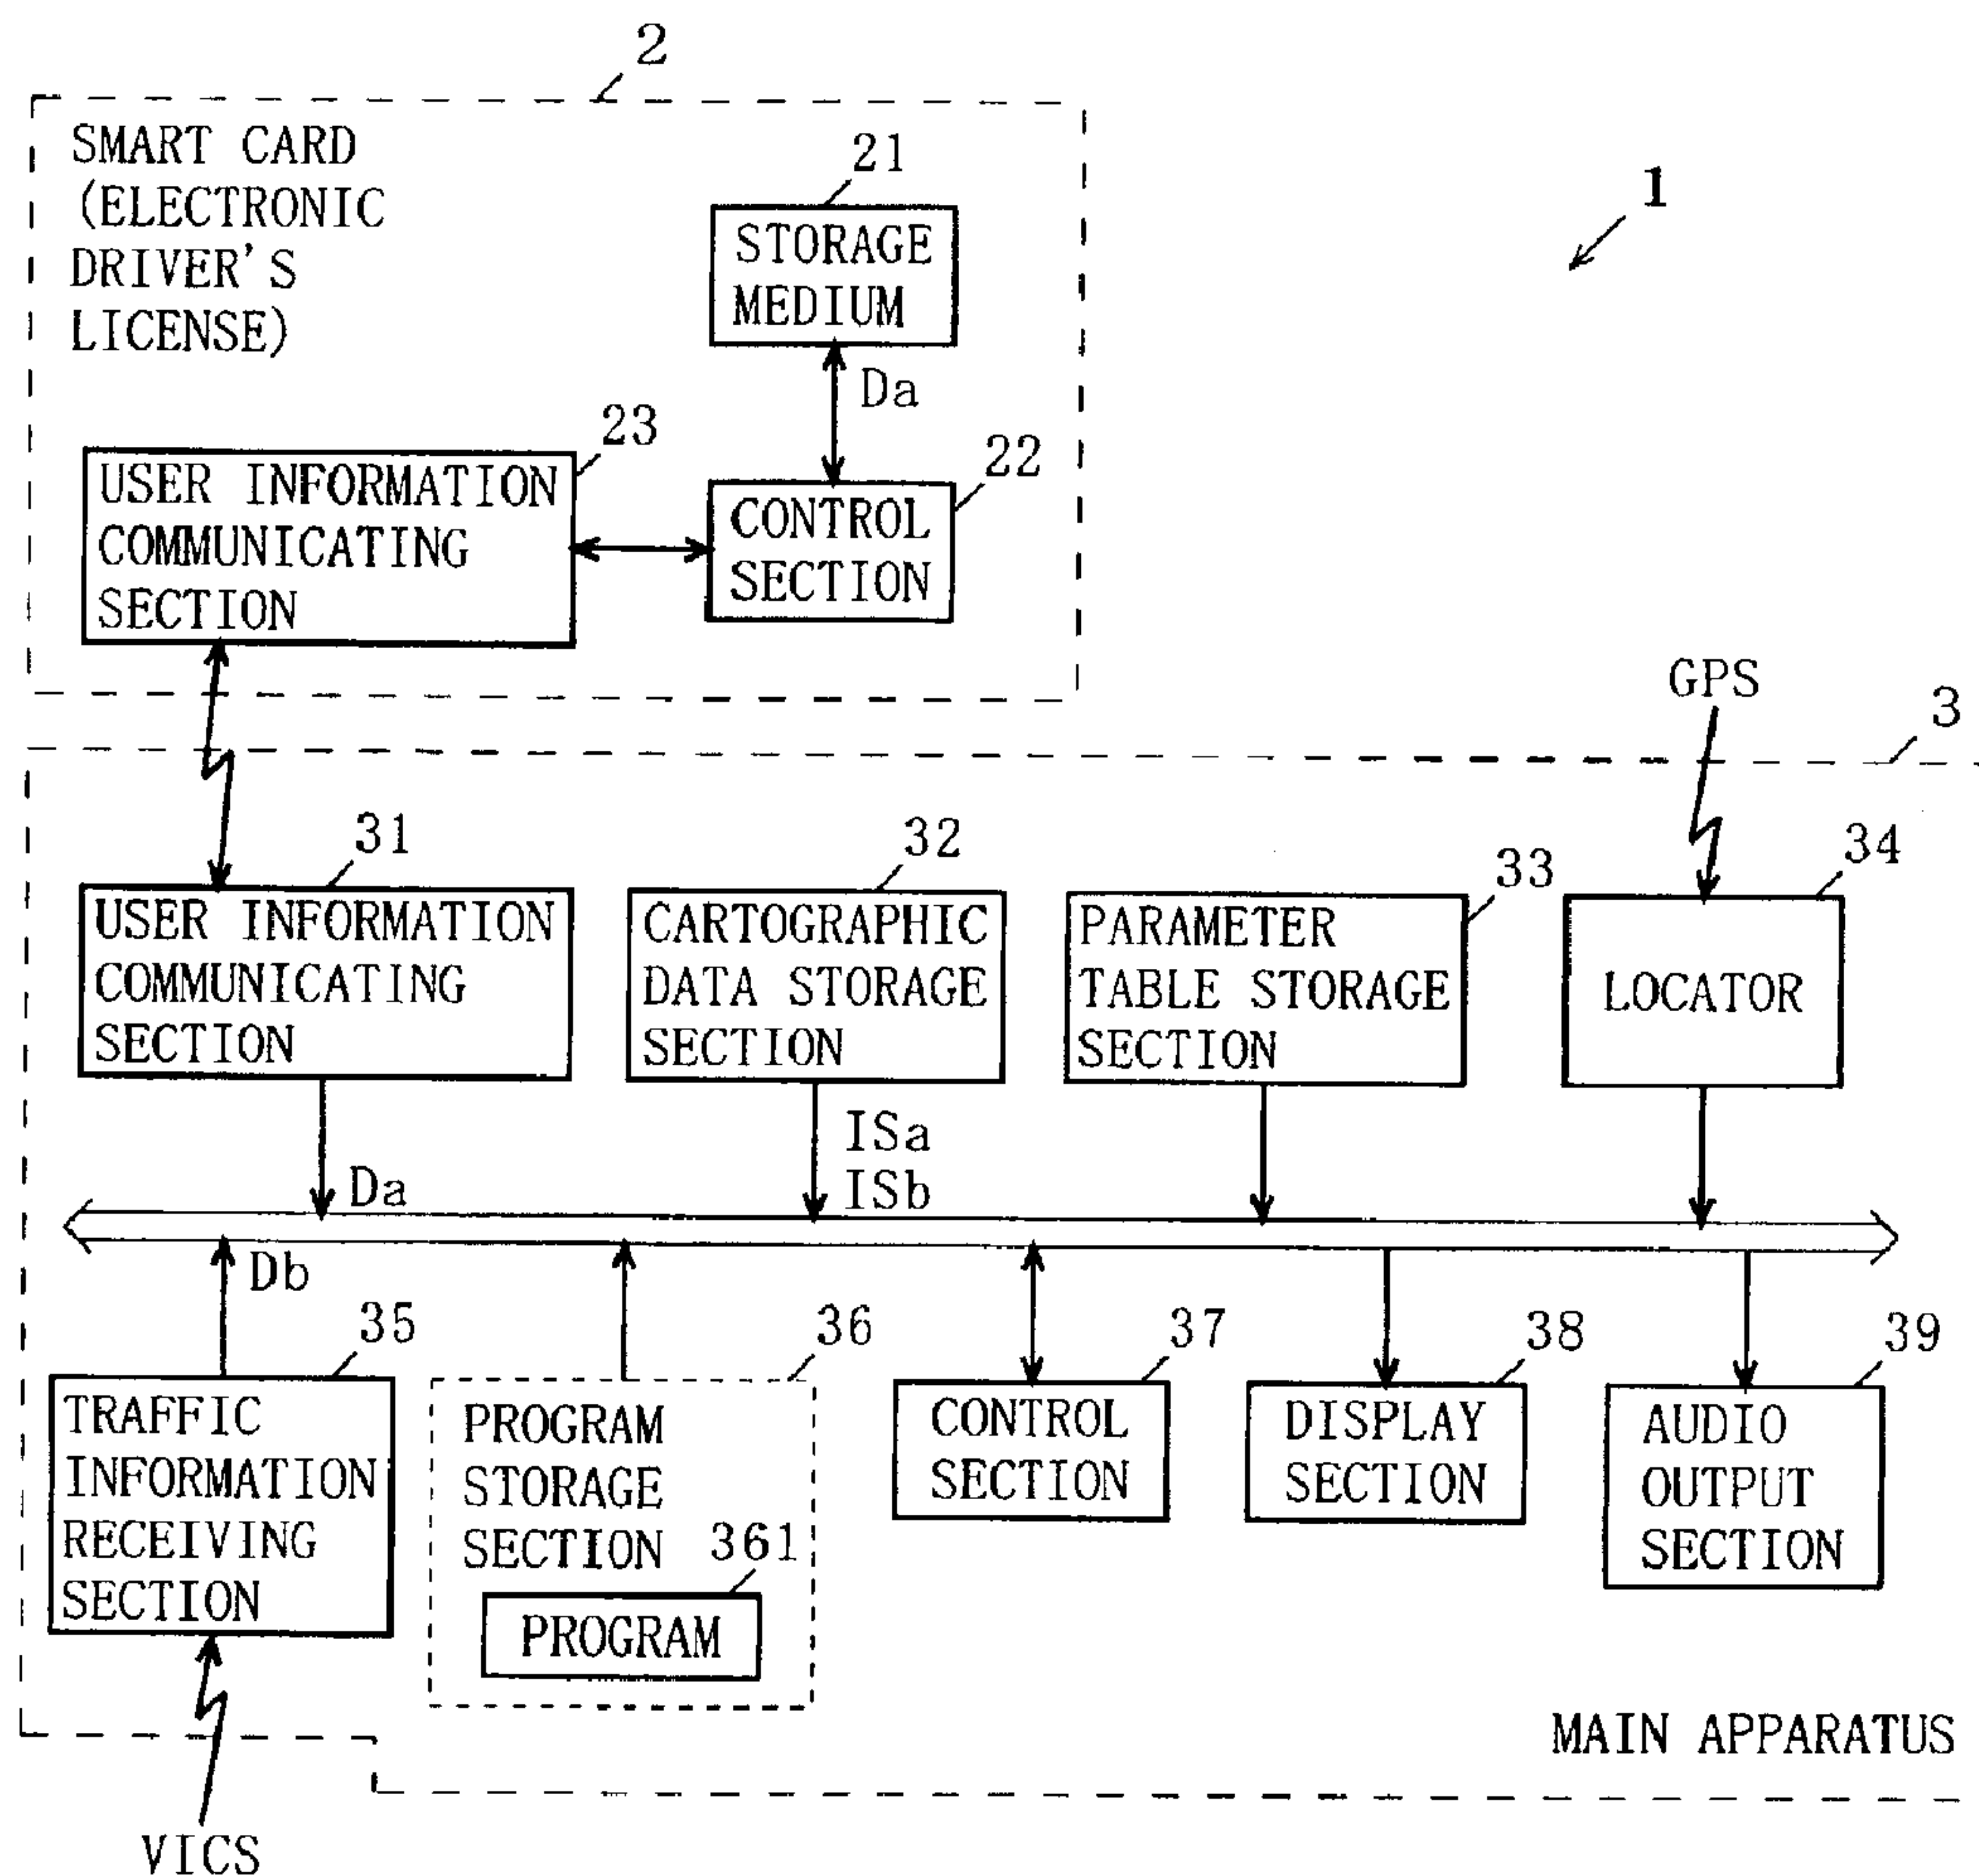 2
SMART CARD
(ELECTRONIC
DRIVER'S
LICENSE)
21
STORAGE
MEDIUM
1
Da
23
USER INFORMATION
COMMUNICATING
SECTION
22
CONTROL
SECTION
GPS
3
31
USER INFORMATION
COMMUNICATING
SECTION
32
CARTOGRAPHIC
DATA STORAGE
SECTION
33
PARAMETER
TABLE STORAGE
SECTION
34
LOCATOR
Da
ISa
ISb
Db
35
TRAFFIC
INFORMATION
RECEIVING
SECTION
36
PROGRAM
STORAGE
SECTION
361
PROGRAM
37
CONTROL
SECTION
38
DISPLAY
SECTION
39
AUDIO
OUTPUT
SECTION
MAIN APPARATUS
VICS